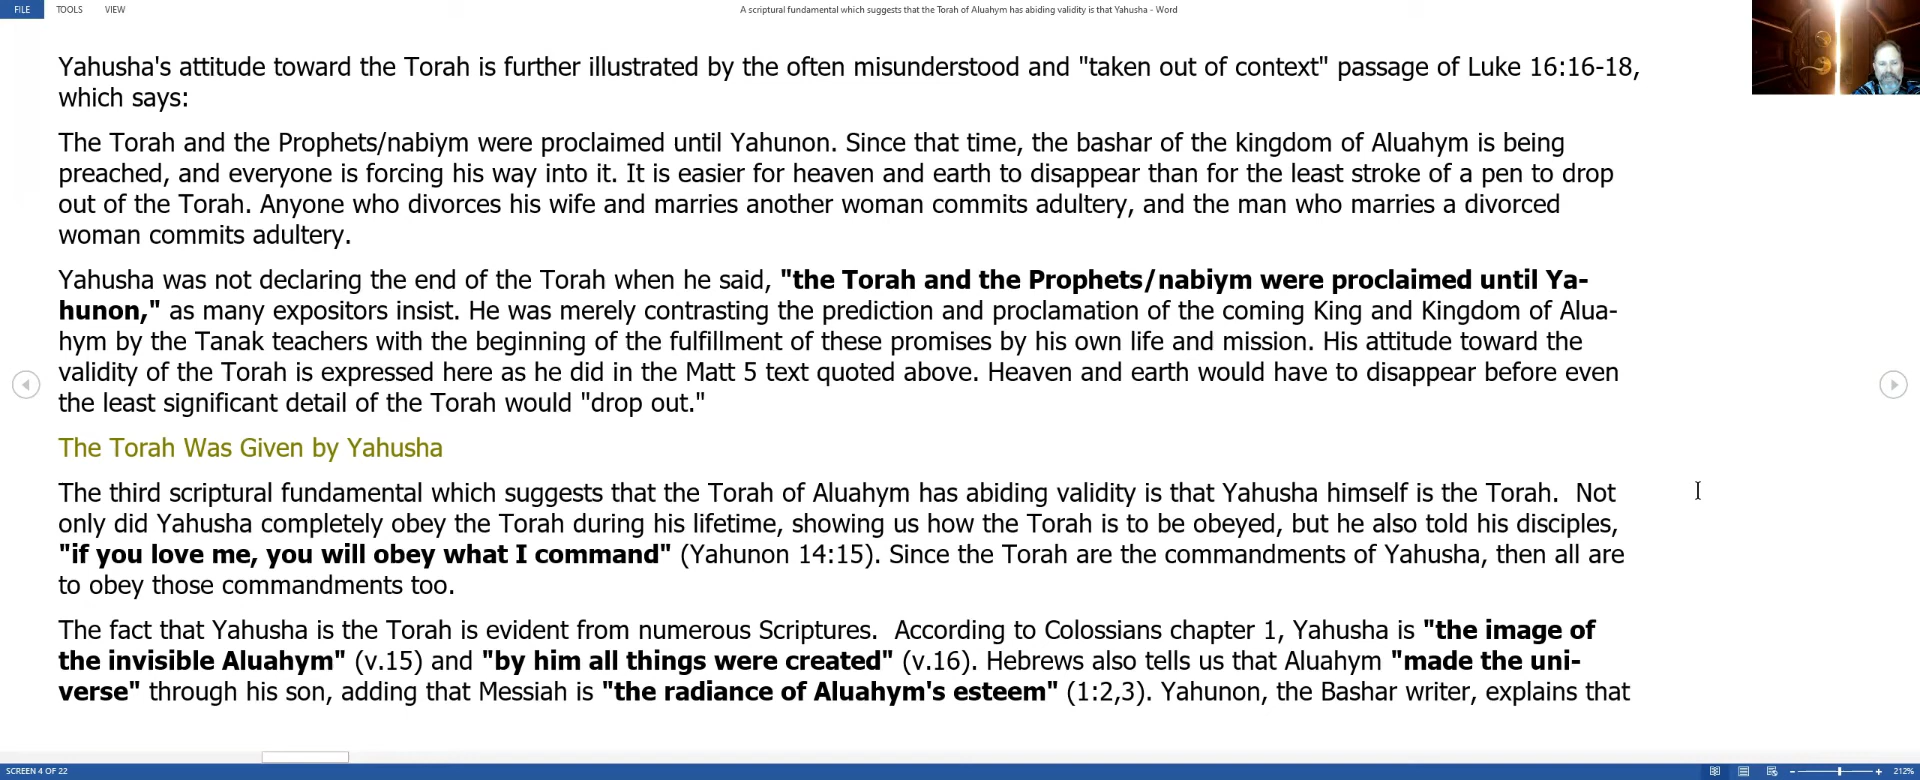 FILE TOOLS VIEW
A scriptural fundamental which suggests that the Torah of Aluahym has abiding validity is that Yahusha - Word
Yahusha's attitude toward the Torah is further illustrated by the often misunderstood and "taken out of context" passage of Luke 16:16-18,
which says:
The Torah and the Prophets/nabiym were proclaimed until Yahunon. Since that time, the bashar of the kingdom of Aluahym is being
preached, and everyone is forcing his way into it. It is easier for heaven and earth to disappear than for the least stroke of a pen to drop
out of the Torah. Anyone who divorces his wife and marries another woman commits adultery, and the man who marries a divorced
woman commits adultery.
Yahusha was not declaring the end of the Torah when he said, "the Torah and the Prophets/nabiym were proclaimed until Ya-
hunon," as many expositors insist. He was merely contrasting the prediction and proclamation of the coming King and Kingdom of Alua-
hym by the Tanak teachers with the beginning of the fulfillment of these promises by his own life and mission. His attitude toward the
validity of the Torah is expressed here as he did in the Matt 5 text quoted above. Heaven and earth would have to disappear before even
the least significant detail of the Torah would "drop out."
The Torah Was Given by Yahusha
The third scriptural fundamental which suggests that the Torah of Aluahym has abiding validity is that Yahusha himself is the Torah.  Not
only did Yahusha completely obey the Torah during his lifetime, showing us how the Torah is to be obeyed, but he also told his disciples,
"if you love me, you will obey what I command" (Yahunon 14:15). Since the Torah are the commandments of Yahusha, then all are
to obey those commandments too.
The fact that Yahusha is the Torah is evident from numerous Scriptures.  According to Colossians chapter 1, Yahusha is "the image of
the invisible Aluahym" (v.15) and "by him all things were created" (v.16). Hebrews also tells us that Aluahym "made the uni-
verse" through his son, adding that Messiah is "the radiance of Aluahym's esteem" (1:2,3). Yahunon, the Bashar writer, explains that
SCREEN 4 OF 22
212%